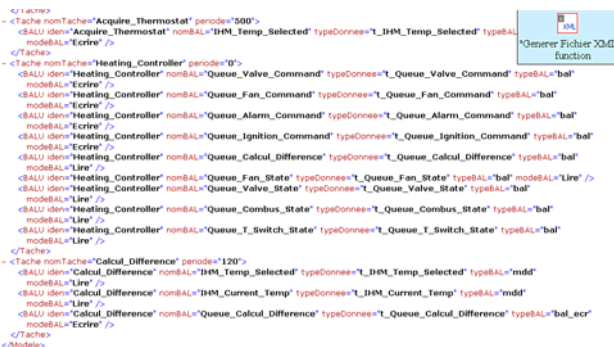 </Tache>
- <Tache nomTache="Acquire_Thermostat" periode="500">
<BALU iden="Acquire_Thermostat" nomBAL="IHM_Temp_Selected" typeDonnee="t_IHM_Temp_Selected" typeBAL=
modeBAL="Ecrire" />
</Tache>
- <Tache nomTache="Heating_Controller" periode="0">
<BALU iden="Heating_Controller" nomBAL="Queue_Valve_Command" typeDonnee="t_Queue_Valve_Command" typeBAL="bal"
modeBAL="Ecrire" />
<BALU iden="Heating_Controller" nomBAL="Queue_Fan_Command" typeDonnee="t_Queue_Fan_Command" typeBAL="bal"
modeBAL="Ecrire" />
<BALU iden="Heating_Controller" nomBAL="Queue_Alarm_Command" typeDonnee="t_Queue_Alarm_Command" typeBAL="bal"
modeBAL="Ecrire" />
<BALU iden="Heating_Controller" nomBAL="Queue_Ignition_Command" typeDonnee="t_Queue_Ignition_Command" typeBAL="bal"
modeBAL="Ecrire" />
<BALU iden="Heating_Controller" nomBAL="Queue_Calcul_Difference" typeDonnee="t_Queue_Calcul_Difference" typeBAL="bal"
modeBAL="Lire" />
<BALU iden="Heating_Controller" nomBAL="Queue_Fan_State" typeDonnee="t_Queue_Fan_State" typeBAL="bal" modeBAL="Lire" />
<BALU iden="Heating_Controller" nomBAL="Queue_Valve_State" typeDonnee="t_Queue_Valve_State" typeBAL="bal"
modeBAL="Lire" />
<BALU iden="Heating_Controller" nomBAL="Queue_Combus_State" typeDonnee="t_Queue_Combus_State" typeBAL="bal"
modeBAL="Lire" />
<BALU iden="Heating_Controller" nomBAL="Queue_T_Switch_State" typeDonnee="t_Queue_T_Switch_State" typeBAL="bal"
modeBAL="Lire" />
</Tache>
- <Tache nomTache="Calcul_Difference" periode="120">
<BALU iden="Calcul_Difference" nomBAL="IHM_Temp_Selected" typeDonnee="t_IHM_Temp_Selected" typeBAL="mdd"
modeBAL="Lire" />
<BALU iden="Calcul_Difference" nomBAL="IHM_Current_Temp" typeDonnee="t_IHM_Current_Temp" typeBAL="mdd"
modeBAL="Lire" />
<BALU iden="Calcul_Difference" nomBAL="Queue_Calcul_Difference" typeDonnee="t_Queue_Calcul_Difference" typeBAL="bal_ecr"
modeBAL="Ecrire" />
</Tache>
</Modele>
XML
"Generer Fichier XML
function